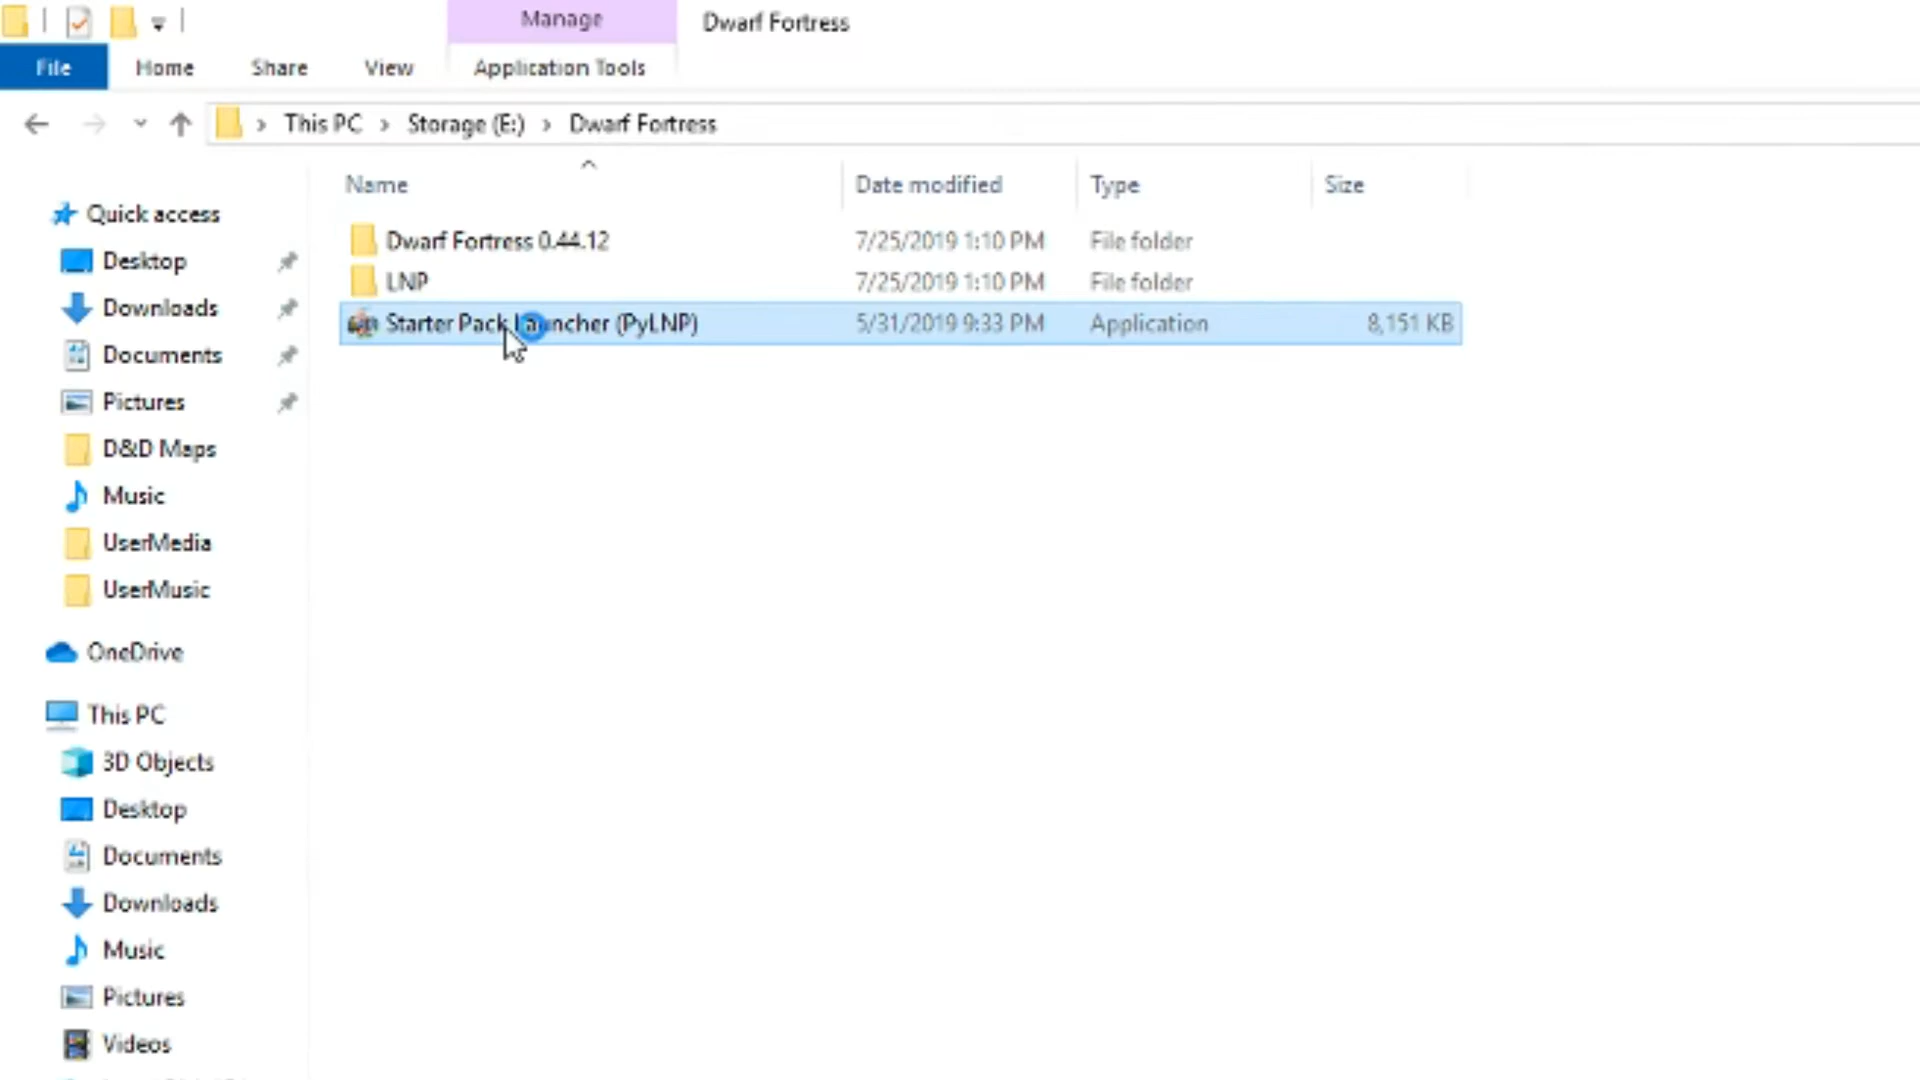 Manage
Dwarf Fortress
File
Home
Share
View
Application Tools
This PC
Storage (E:)
Dwarf Fortress
Name
Date modified
Type
Size
Dwarf Fortress 0.44.12
7/25/2019 1:10 PM
File folder
LNP
7/25/2019 1:10 PM
File folder
Starter Pack Launcher (PyLNP)
5/31/2019 9:33 PM
Application
8,151 KB
Quick access
Desktop
Downloads
Documents
Pictures
D&D Maps
Music
UserMedia
UserMusic
OneDrive
This PC
3D Objects
Desktop
Documents
Downloads
Music
Pictures
Videos